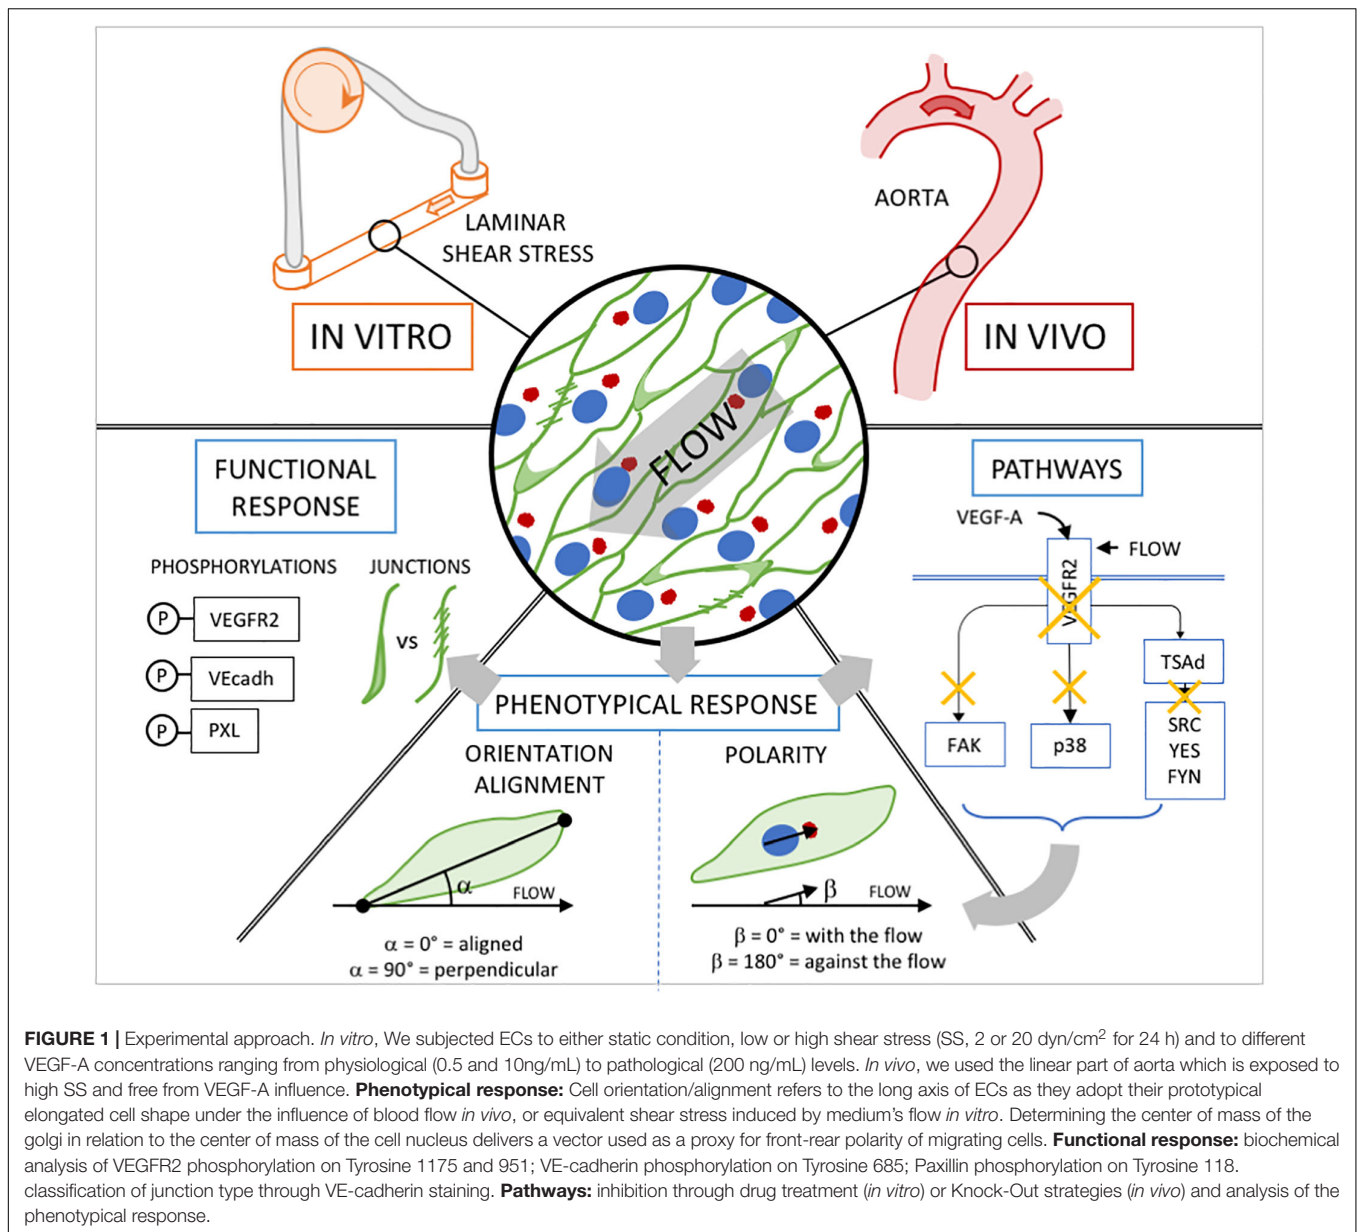 LAMINAR
SHEAR STRESS
AORTA
IN VITRO
IN VIVO
FLOW
FUNCTIONAL
RESPONSE
PHOSPHORYLATIONS
JUNCTIONS
P
VEGFR2
P
VEcadh
P
PXL
vs
PATHWAYS
VEGF-A
FLOW
VEGFR2
TSAd
FAK
p38
SRC
YES
FYN
PHENOTYPICAL RESPONSE
ORIENTATION
ALIGNMENT
α
FLOW
α = 0° = aligned
α = 90° = perpendicular
POLARITY
β
FLOW
β = 0° = with the flow
β = 180° = against the flow
FIGURE 1 | Experimental approach. In vitro, We subjected ECs to either static condition, low or high shear stress (SS, 2 or 20 dyn/cm² for 24 h) and to different
VEGF-A concentrations ranging from physiological (0.5 and 10ng/mL) to pathological (200 ng/mL) levels. In vivo, we used the linear part of aorta which is exposed to
high SS and free from VEGF-A influence. Phenotypical response: Cell orientation/alignment refers to the long axis of ECs as they adopt their prototypical
elongated cell shape under the influence of blood flow in vivo, or equivalent shear stress induced by medium's flow in vitro. Determining the center of mass of the
golgi in relation to the center of mass of the cell nucleus delivers a vector used as a proxy for front-rear polarity of migrating cells. Functional response: biochemical
analysis of VEGFR2 phosphorylation on Tyrosine 1175 and 951; VE-cadherin phosphorylation on Tyrosine 685; Paxillin phosphorylation on Tyrosine 118.
classification of junction type through VE-cadherin staining. Pathways: inhibition through drug treatment (in vitro) or Knock-Out strategies (in vivo) and analysis of the
phenotypical response.